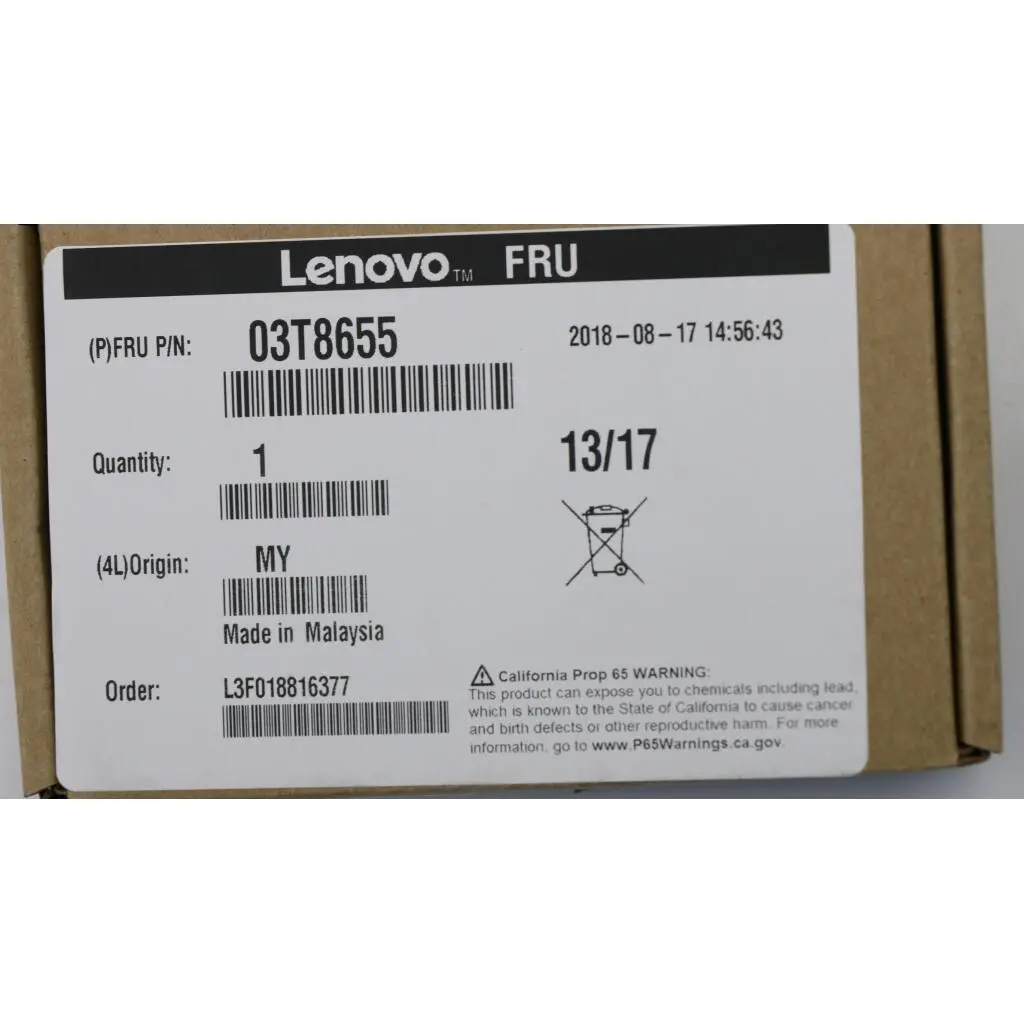 Lenovo™ FRU
(P)FRU P/N: 03T8655 2018-08-17 14:56:43
Quantity: 1 13/17
(4L)Origin: MY
Made in Malaysia
Order: L3F018816377
California Prop 65 WARNING:
This product can expose you to chemicals including lead,
which is known to the State of California to cause cancer
and birth defects or other reproductive harm. For more
information, go to www.P65Warnings.ca.gov.